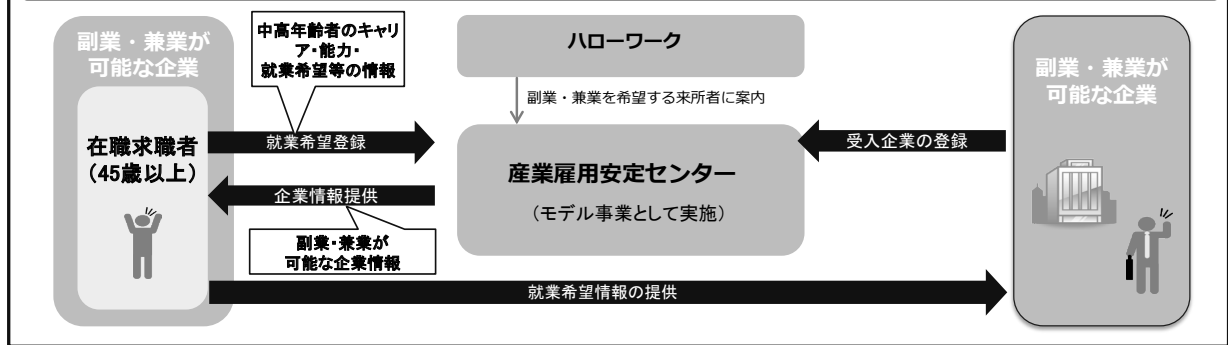 副業・兼業が
可能な企業
在職求職者
(45歳以上)
中高年齢者のキャリ
ア・能力・
就業希望等の情報
就業希望登録
企業情報提供
副業・兼業が
可能な企業情報
ハローワーク
副業・兼業を希望する来所者に案内
産業雇用安定センター
（モデル事業として実施）
受入企業の登録
副業・兼業が
可能な企業
就業希望情報の提供